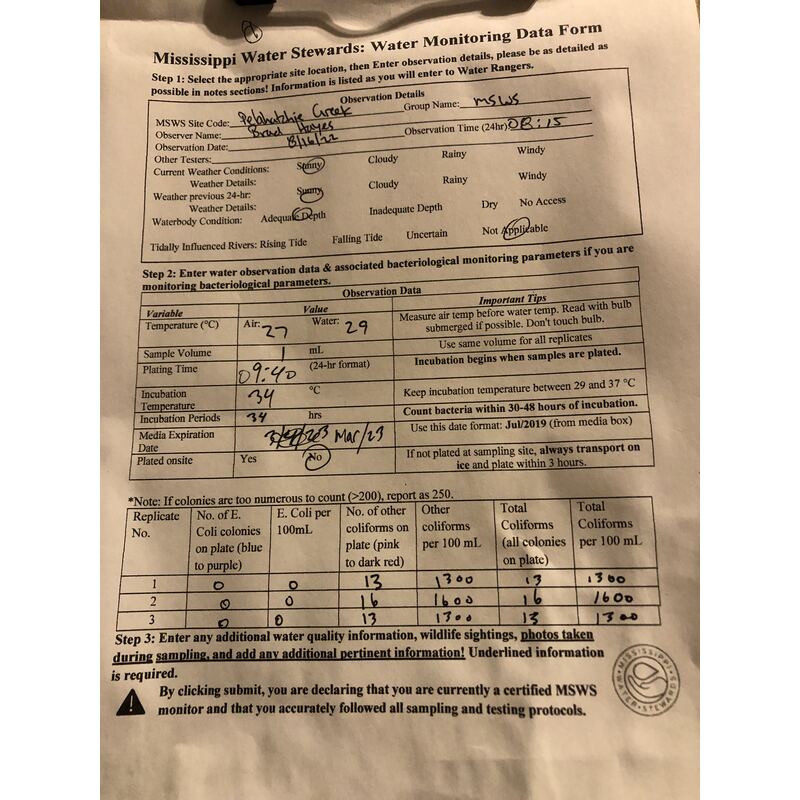 Mississippi Water Stewards: Water Monitoring Data Form
Step 1: Select the appropriate site location, then Enter observation details, please be as detailed as
possible in notes sections! Information is listed as you will enter to Water Rangers.
Observation Details
MSWS Site Code: Pelahatchie Creek Group Name: MSWS
Observer Name: Brad Hayes Observation Time (24hr) 08:15
Observation Date: 8/16/22
Other Testers:
Current Weather Conditions: Sunny Cloudy Rainy Windy
Weather Details:
Weather previous 24-hr: Sunny Cloudy Rainy Windy
Weather Details:
Waterbody Condition: Adequate Depth Inadequate Depth Dry No Access
Tidally Influenced Rivers: Rising Tide Falling Tide Uncertain Not Applicable
Step 2: Enter water observation data & associated bacteriological monitoring parameters if you are
monitoring bacteriological parameters.
Observation Data
Variable Value Important Tips
Temperature (°C) Air: 27 Water: 29 Measure air temp before water temp. Read with bulb
submerged if possible. Don't touch bulb.
Sample Volume 1 mL Use same volume for all replicates
Plating Time 09:40 (24-hr format) Incubation begins when samples are plated.
Incubation
Temperature 34 °C Keep incubation temperature between 29 and 37 °C
Incubation Periods 34 hrs Count bacteria within 30-48 hours of incubation.
Media Expiration
Date Mar/23 Use this date format: Jul/2019 (from media box)
Plated onsite Yes No If not plated at sampling site, always transport on
ice and plate within 3 hours.
*Note: If colonies are too numerous to count (>200), report as 250.
Replicate No. of E. E. Coli per No. of other Other Total Total
No. Coli colonies 100mL coliforms on coliforms Coliforms Coliforms
on plate (blue plate (pink per 100 mL (all colonies per 100 mL
to purple) to dark red) on plate)
1 0 0 13 1300 13 1300
2 0 0 16 1600 16 1600
3 0 0 13 1300 13 1300
Step 3: Enter any additional water quality information, wildlife sightings, photos taken
during sampling, and add any additional pertinent information! Underlined information
is required.
By clicking submit, you are declaring that you are currently a certified MSWS
monitor and that you accurately followed all sampling and testing protocols.
MISSISSIPPI WATER STEWARDS